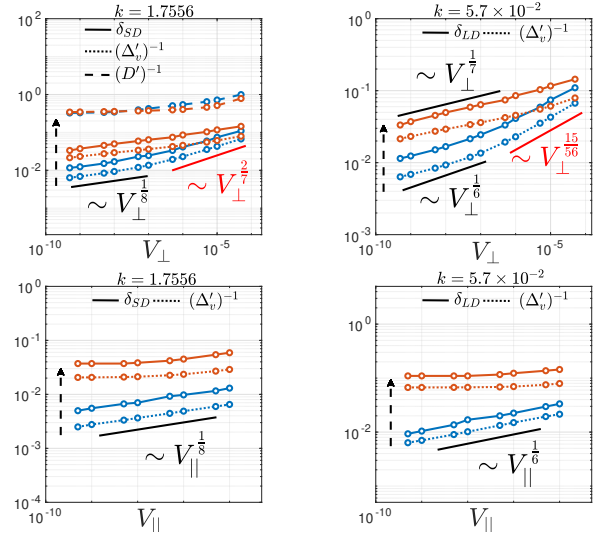 k = 1.7556
10^2
δ_SD
(Δ'_v)^{-1}
(D')^{-1}
10^0
10^{-2}
∼ V_⊥^{1/8}
∼ V_⊥^{2/7}
10^{-10}
10^{-5}
V_⊥
k = 5.7 × 10^{-2}
10^0
δ_LD
(Δ'_v)^{-1}
∼ V_⊥^{1/7}
10^{-1}
10^{-2}
∼ V_⊥^{15/56}
∼ V_⊥^{1/6}
10^{-3}
10^{-10}
10^{-5}
V_⊥
k = 1.7556
10^0
δ_SD
(Δ'_v)^{-1}
10^{-1}
10^{-2}
10^{-3}
∼ V_{||}^{1/8}
10^{-4}
10^{-10}
V_{||}
k = 5.7 × 10^{-2}
10^0
δ_LD
(Δ'_v)^{-1}
10^{-2}
∼ V_{||}^{1/6}
10^{-10}
V_{||}